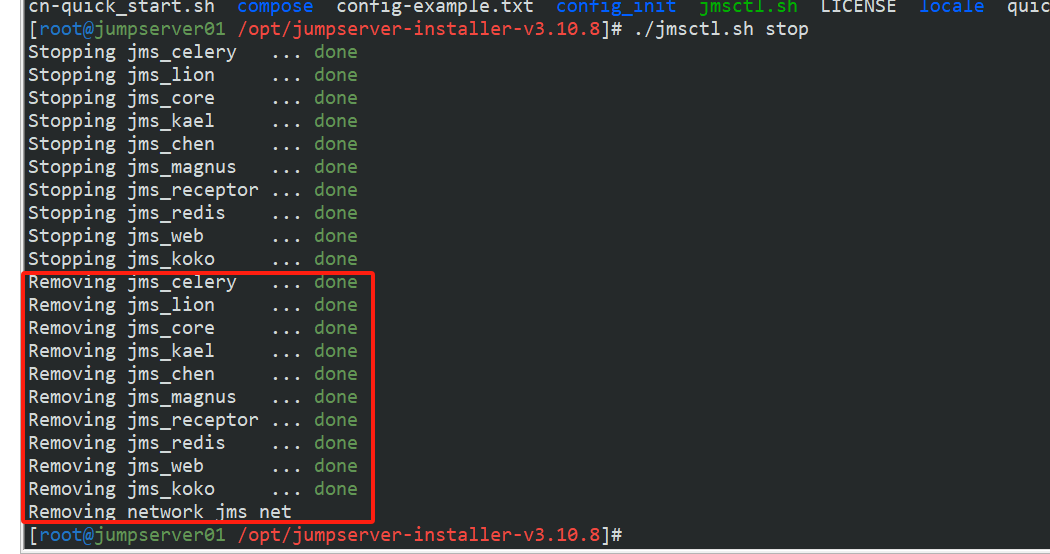 cn-quick_start.sh compose config-example.txt config_init jmsctl.sh LICENSE locale quic
[root@jumpserver01 /opt/jumpserver-installer-v3.10.8]# ./jmsctl.sh stop
Stopping jms_celery ... done
Stopping jms_lion ... done
Stopping jms_core ... done
Stopping jms_kael ... done
Stopping jms_chen ... done
Stopping jms_magnus ... done
Stopping jms_receptor ... done
Stopping jms_redis ... done
Stopping jms_web ... done
Stopping jms_koko ... done
Removing jms_celery ... done
Removing jms_lion ... done
Removing jms_core ... done
Removing jms_kael ... done
Removing jms_chen ... done
Removing jms_magnus ... done
Removing jms_receptor ... done
Removing jms_redis ... done
Removing jms_web ... done
Removing jms_koko ... done
Removing network jms_net
[root@jumpserver01 /opt/jumpserver-installer-v3.10.8]#